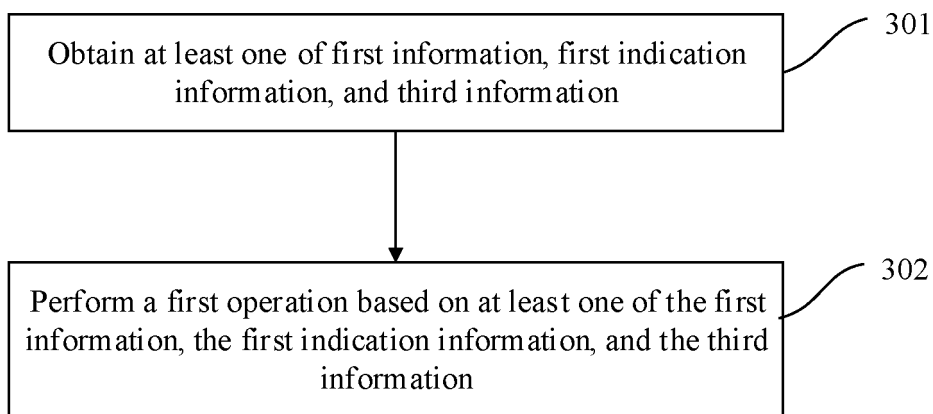 Obtain at least one of first information, first indication
information, and third information
301
Perform a first operation based on at least one of the first
information, the first indication information, and the third
information
302